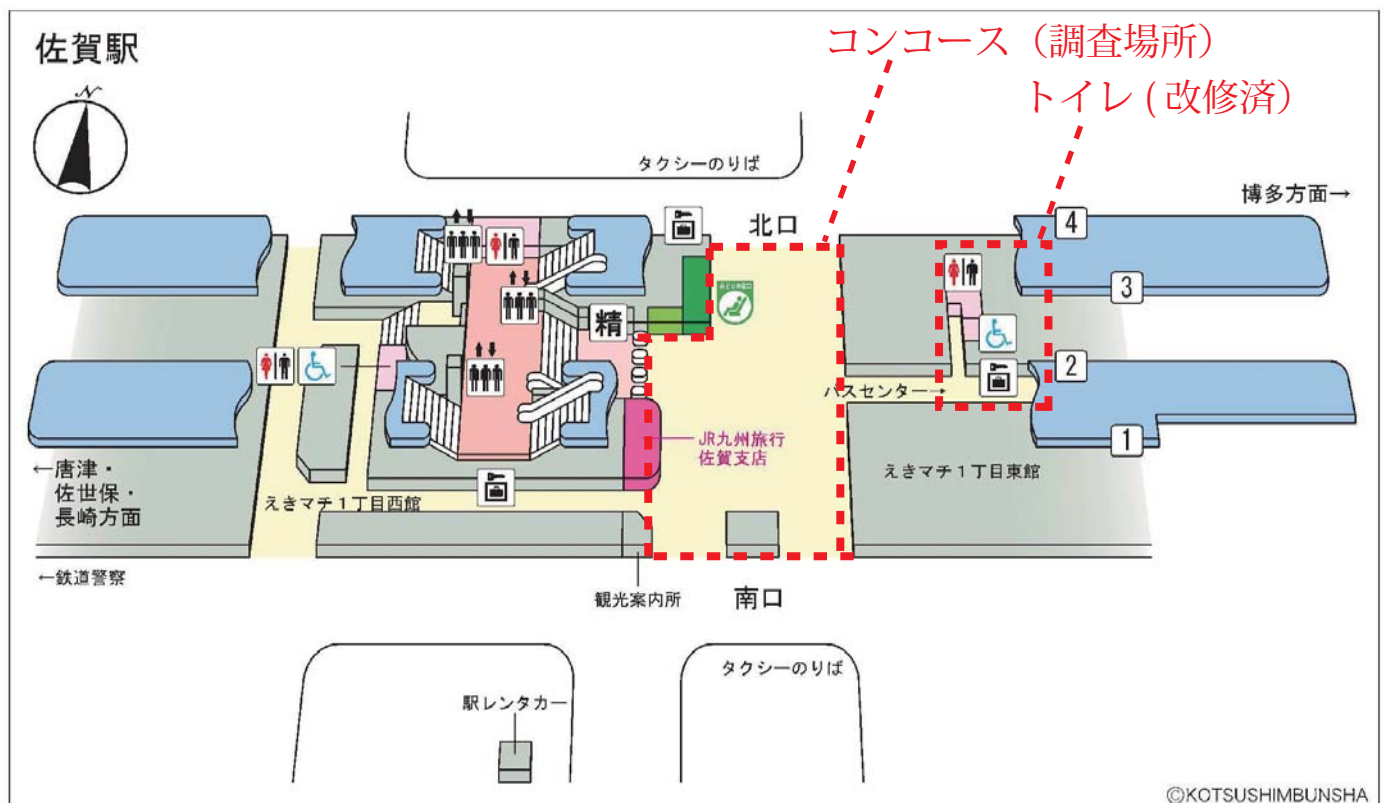 佐賀駅
コンコース（調査場所）
トイレ(改修済）
N
タクシーのりば
博多方面→
北口
4
3
精
2
バスセンター→
1
JR九州旅行
佐賀支店
←唐津・
佐世保・
長崎方面
えきマチ1丁目西館
えきマチ1丁目東館
←鉄道警察
観光案内所
南口
タクシーのりば
駅レンタカー
©KOTSUSHIMBUNSHA